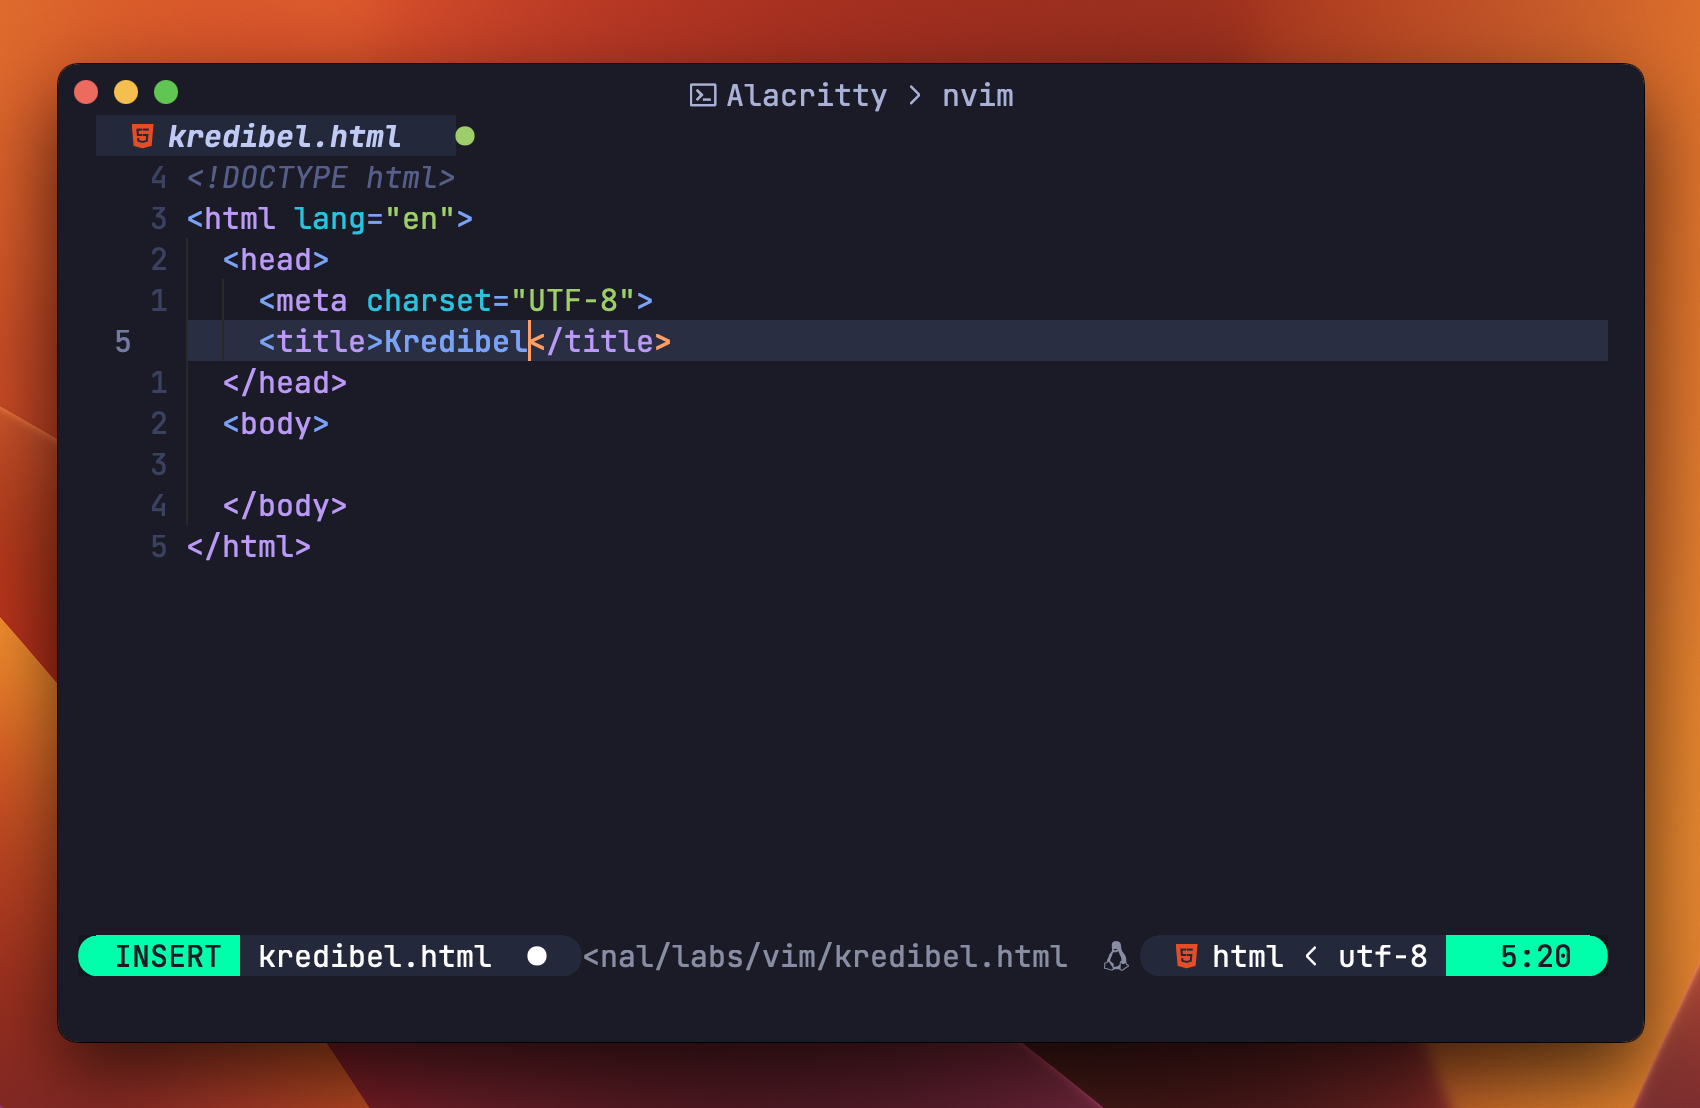 Alacritty > nvim
kredibel.html
4 <!DOCTYPE html>
3 <html lang="en">
2   <head>
1     <meta charset="UTF-8">
5     <title>Kredibel</title>
1   </head>
2   <body>
3
4   </body>
5 </html>
INSERT kredibel.html <nal/labs/vim/kredibel.html html < utf-8 5:20